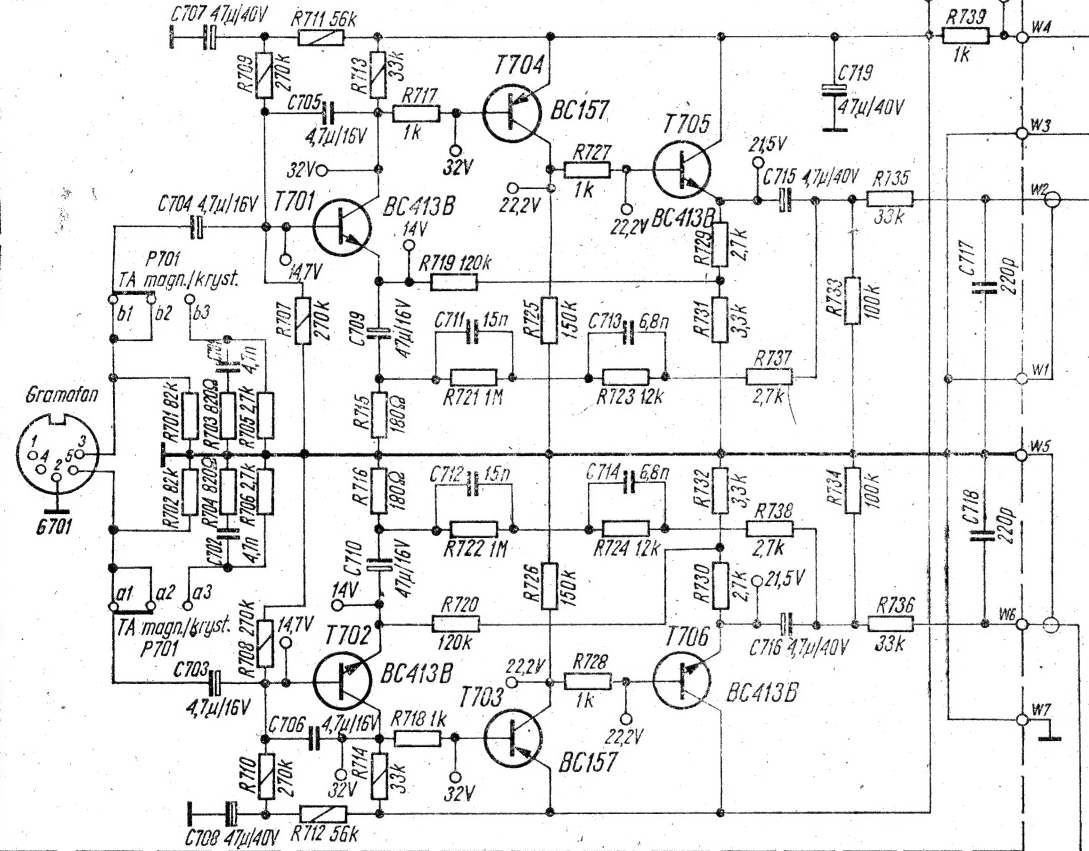 C707 47µ/40V
R711 56k
R739
1k
W4
R709
270k
R713
33k
T704
C719
47µ/40V
C705
4,7µ/16V
R717
1k
BC157
T705
W3
32V
32V
R727
1k
21,5V
C715 4,7µ/40V
R735
33k
W2
C704 4,7µ/16V
T701
BC413B
22,2V
22,2V
BC413B
14V
R729
2,7k
P701
TA magn./kryst.
14,7V
R719 120k
C717
220p
b1
b2
b3
R707
270k
C709
47µ/16V
C711
15n
R725
150k
C713
6,8n
R731
3,3k
R733
100k
4,7n
R737
2,7k
W1
Gramofon
R701 82k
R703 820Ω
R705 2,7k
R715
180Ω
R721 1M
R723 12k
1
3
4
5
2
W5
6701
R702 82k
R704 820Ω
R706 2,7k
R716
180Ω
C712
15n
C714
6,8n
R732
3,3k
R734
100k
C718
220p
C702
4,7n
C710
47µ/16V
R722 1M
R724 12k
R738
2,7k
a1
a2
a3
R726
150k
R730
2,7k
21,5V
TA magn./kryst.
P701
R708 270k
14,7V
14V
R720
120k
T702
T706
C716 4,7µ/40V
R736
33k
W6
C703
4,7µ/16V
BC413B
22,2V
R728
1k
T703
BC413B
C706
4,7µ/16V
R718 1k
22,2V
W7
R710
270k
32V
R714
33k
32V
BC157
C708 47µ/40V
R712 56k